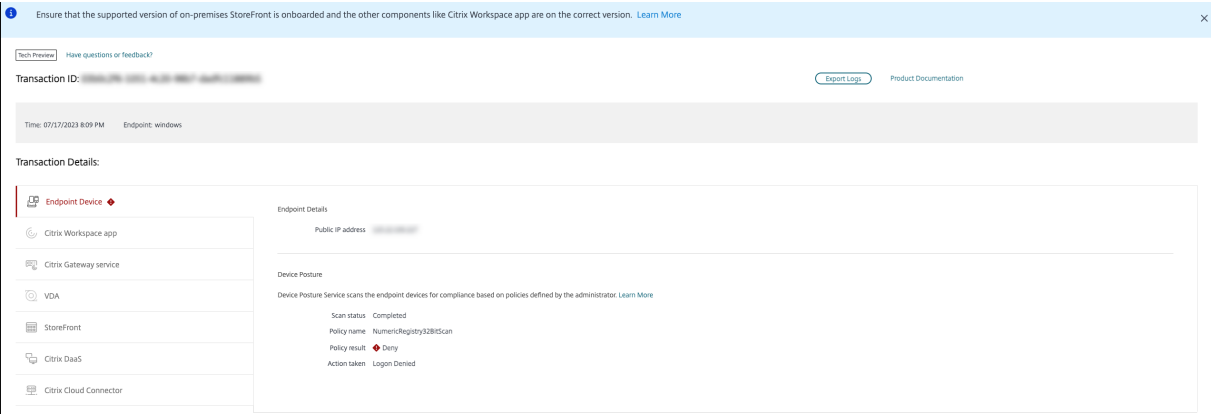 Ensure that the supported version of on-premises StoreFront is onboarded and the other components like Citrix Workspace app are on the correct version. Learn More
Tech Preview Have questions or feedback?
Transaction ID:
Export Logs Product Documentation
Time: 07/17/2023 8:09 PM Endpoint: windows
Transaction Details:
Endpoint Device
Citrix Workspace app
Citrix Gateway service
VDA
StoreFront
Citrix DaaS
Citrix Cloud Connector
Endpoint Details
Public IP address
Device Posture
Device Posture Service scans the endpoint devices for compliance based on policies defined by the administrator. Learn More
Scan status Completed
Policy name NumericRegistry32BitScan
Policy result Deny
Action taken Logon Denied